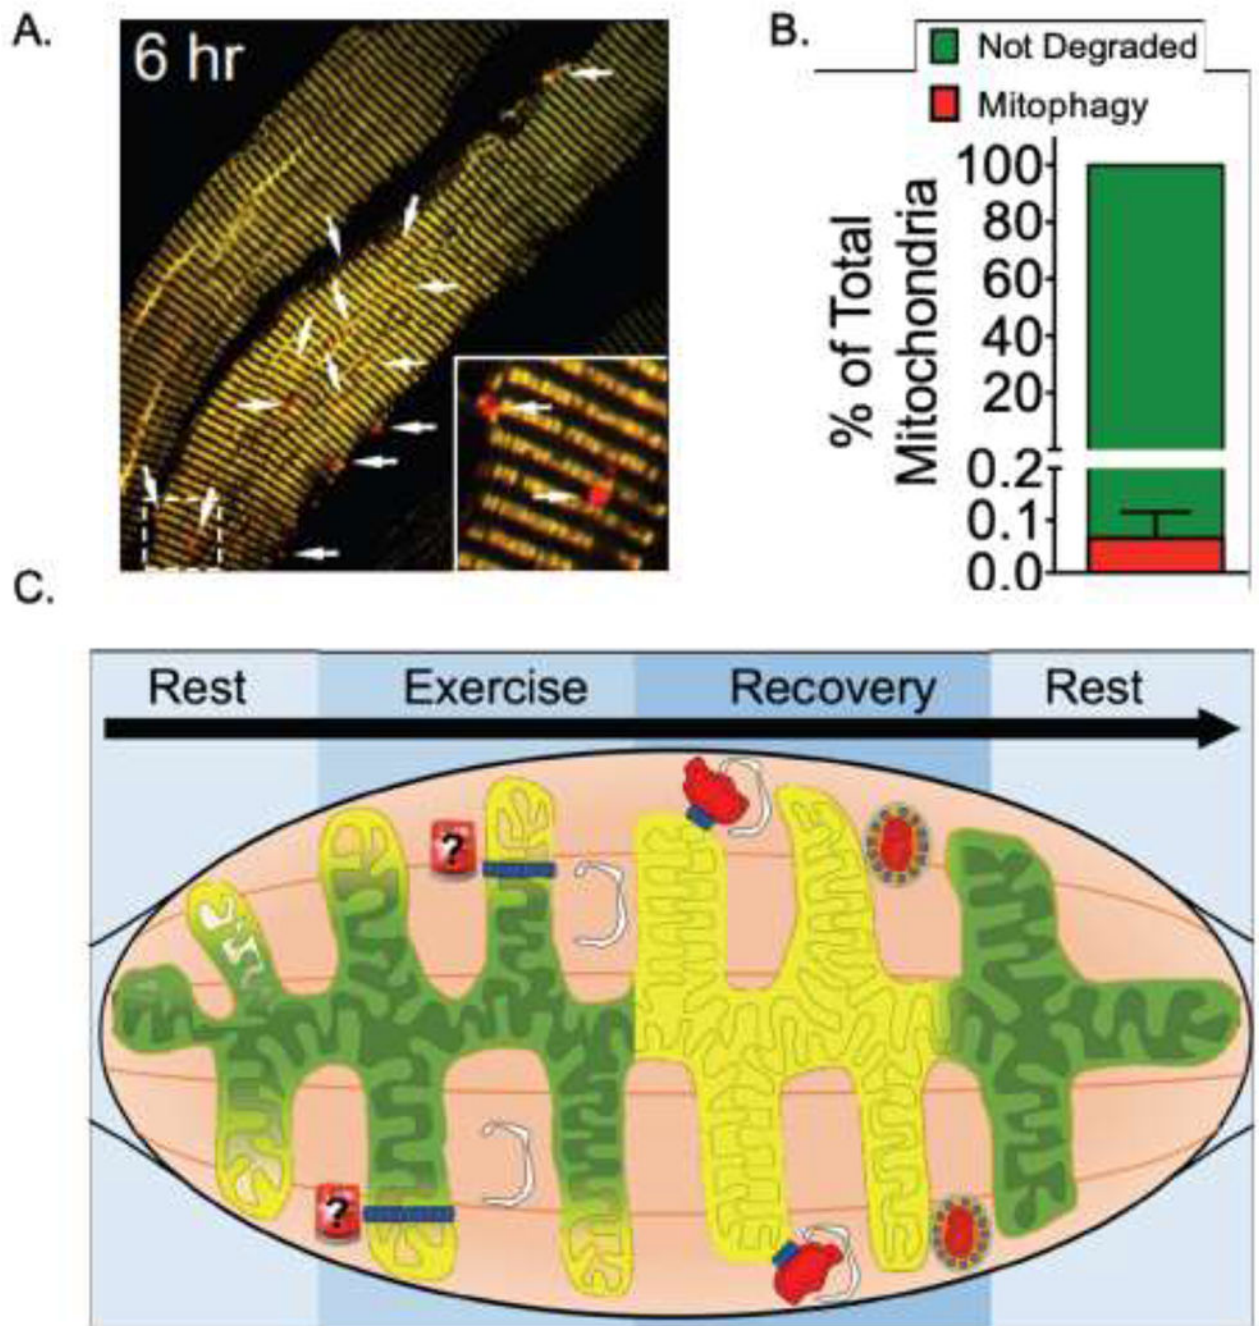 A.
6 hr
B.
Not Degraded
Mitophagy
% of Total
Mitochondria
100
80
60
40
20
0.2
0.1
0.0
C.
Rest Exercise Recovery Rest
?
?